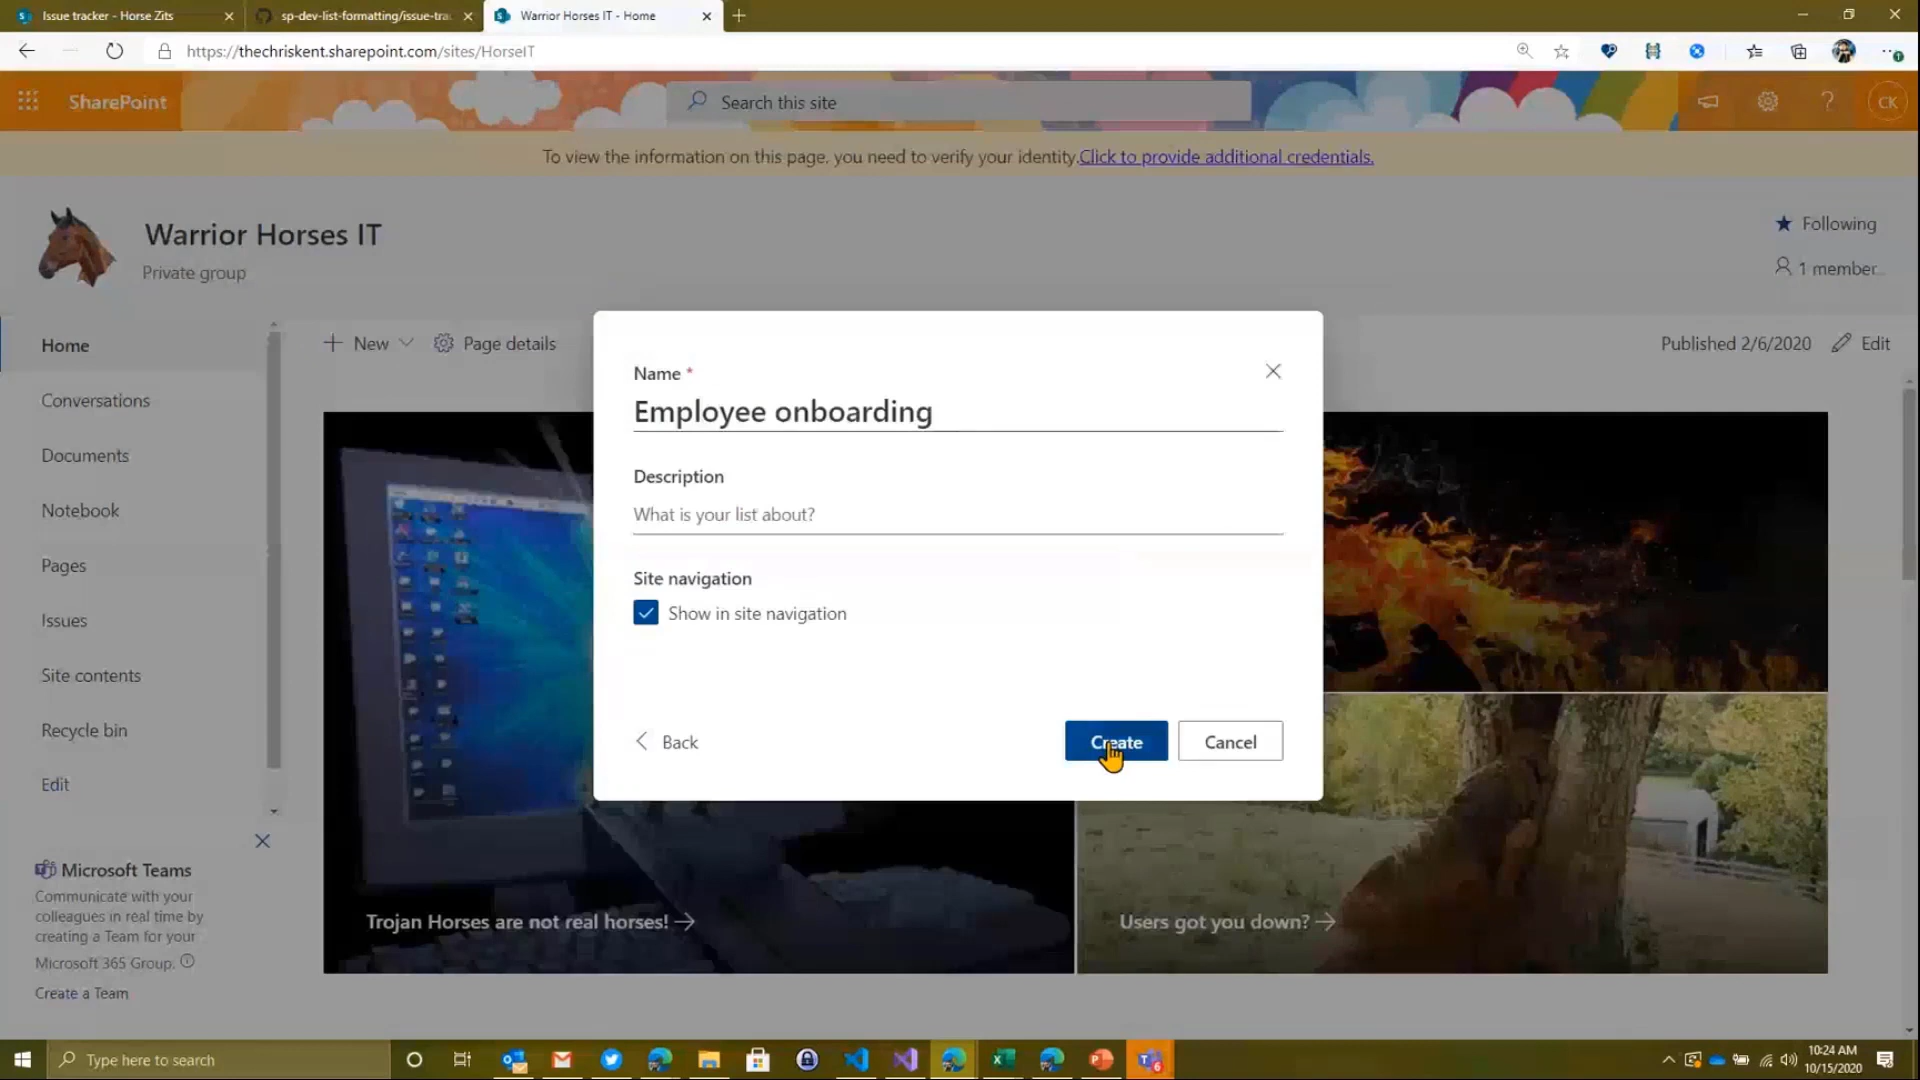 Issue tracker - Horse Zits
sp-dev-list-formatting/issue-tra
Warrior Horses IT - Home
https://thechriskent.sharepoint.com/sites/HorseIT
SharePoint
Search this site
CK
To view the information on this page, you need to verify your identity. Click to provide additional credentials.
Warrior Horses IT
Private group
Following
1 member
Home
Conversations
Documents
Notebook
Pages
Issues
Site contents
Recycle bin
Edit
New
Page details
Published 2/6/2020
Edit
Name *
Employee onboarding
Description
What is your list about?
Site navigation
Show in site navigation
Back
Create
Cancel
Trojan Horses are not real horses!
Users got you down?
Microsoft Teams
Communicate with your
colleagues in real time by
creating a Team for your
Microsoft 365 Group.
Create a Team
Type here to search
6
10:24 AM
10/15/2020